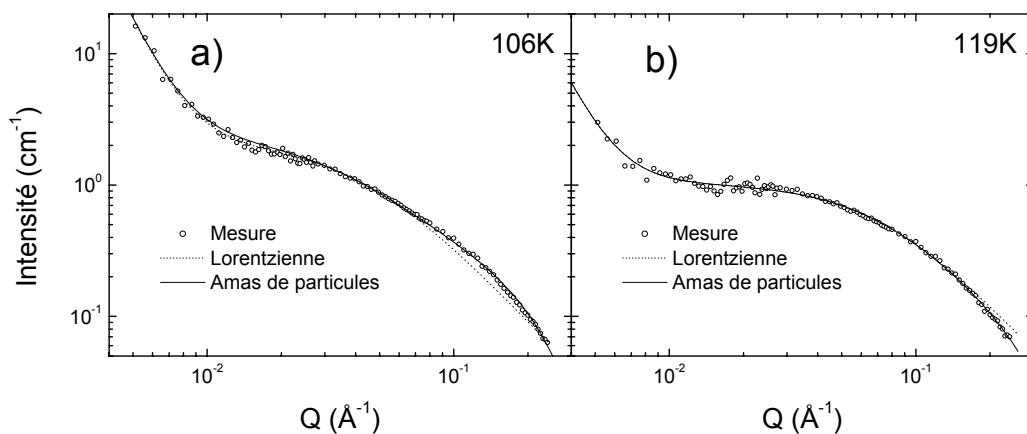 a)
106K
b)
119K
Intensité (cm⁻¹)
10¹
10⁰
10⁻¹
Mesure
Lorentzienne
Amas de particules
Mesure
Lorentzienne
Amas de particules
10⁻²
10⁻¹
10⁻²
10⁻¹
Q (Å⁻¹)
Q (Å⁻¹)